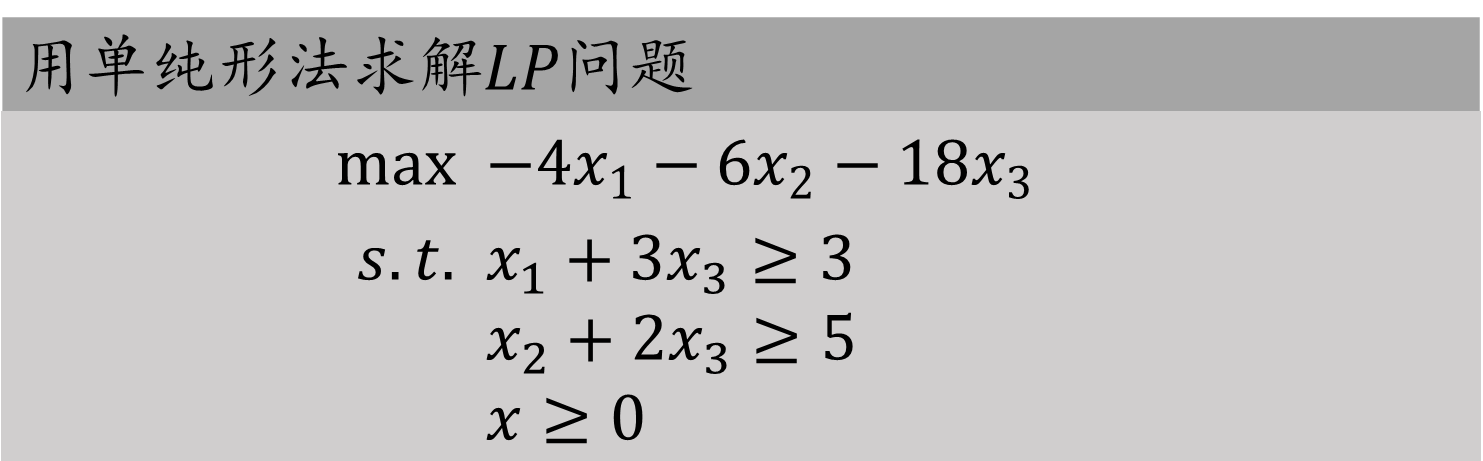 用单纯形法求解LP问题
max −4x₁ − 6x₂ − 18x₃
s.t. x₁ + 3x₃ ≥ 3
x₂ + 2x₃ ≥ 5
x ≥ 0